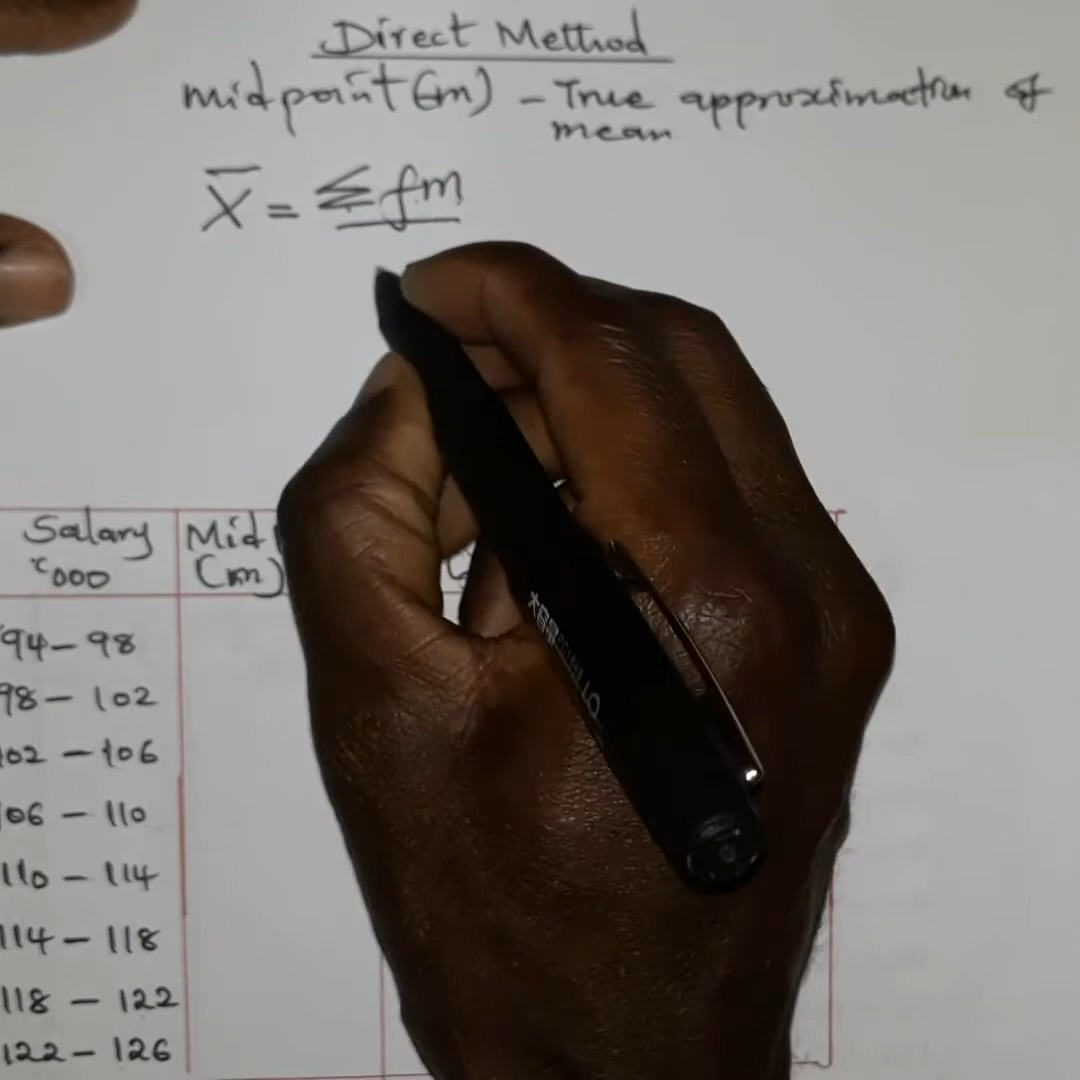 Direct Method
midpoint (m) - True approximation of
mean
X̄ = Σfm
Salary
'000
Mid
(m)
94 - 98
98 - 102
102 - 106
106 - 110
110 - 114
114 - 118
118 - 122
122 - 126